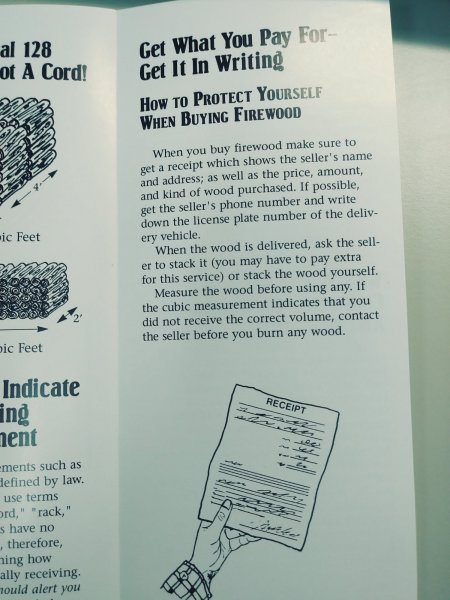 al 128
ot A Cord!
4'
bic Feet
2'
bic Feet
Indicate
ing
ment
ements such as
defined by law.
use terms
ord," "rack,"
s have no
, therefore,
ning how
ally receiving.
hould alert you
Get What You Pay For--
Get It In Writing
HOW TO PROTECT YOURSELF
WHEN BUYING FIREWOOD
When you buy firewood make sure to
get a receipt which shows the seller's name
and address; as well as the price, amount,
and kind of wood purchased. If possible,
get the seller's phone number and write
down the license plate number of the deliv-
ery vehicle.
When the wood is delivered, ask the sell-
er to stack it (you may have to pay extra
for this service) or stack the wood yourself.
Measure the wood before using any. If
the cubic measurement indicates that you
did not receive the correct volume, contact
the seller before you burn any wood.
RECEIPT